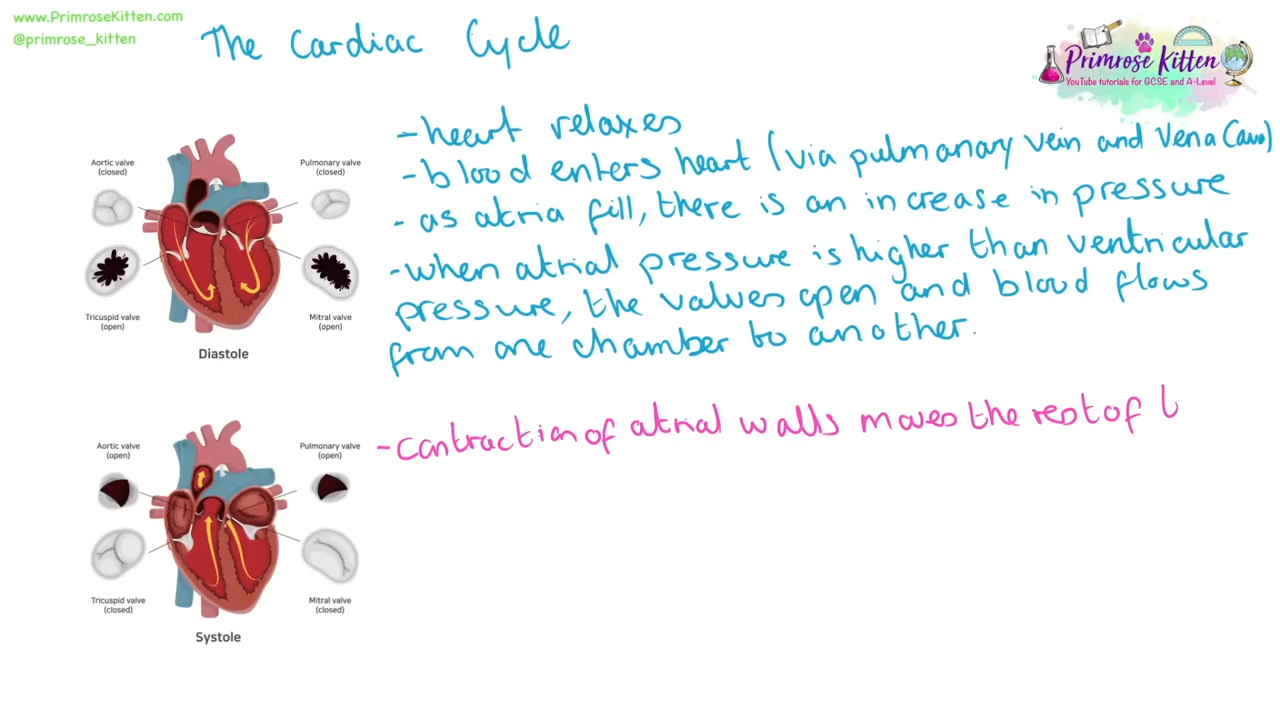 www.PrimroseKitten.com
@primrose_kitten
The Cardiac Cycle
Primrose Kitten
YouTube tutorials for GCSE and A-Level
Aortic valve
(closed)
Pulmonary valve
(closed)
Tricuspid valve
(open)
Mitral valve
(open)
Diastole
- heart relaxes
- blood enters heart (via pulmonary vein and Vena Cava)
- as atria fill, there is an increase in pressure
- when atrial pressure is higher than ventricular
pressure, the valves open and blood flows
from one chamber to another.
Aortic valve
(open)
Pulmonary valve
(open)
Tricuspid valve
(closed)
Mitral valve
(closed)
Systole
- contraction of atrial walls moves the rest of